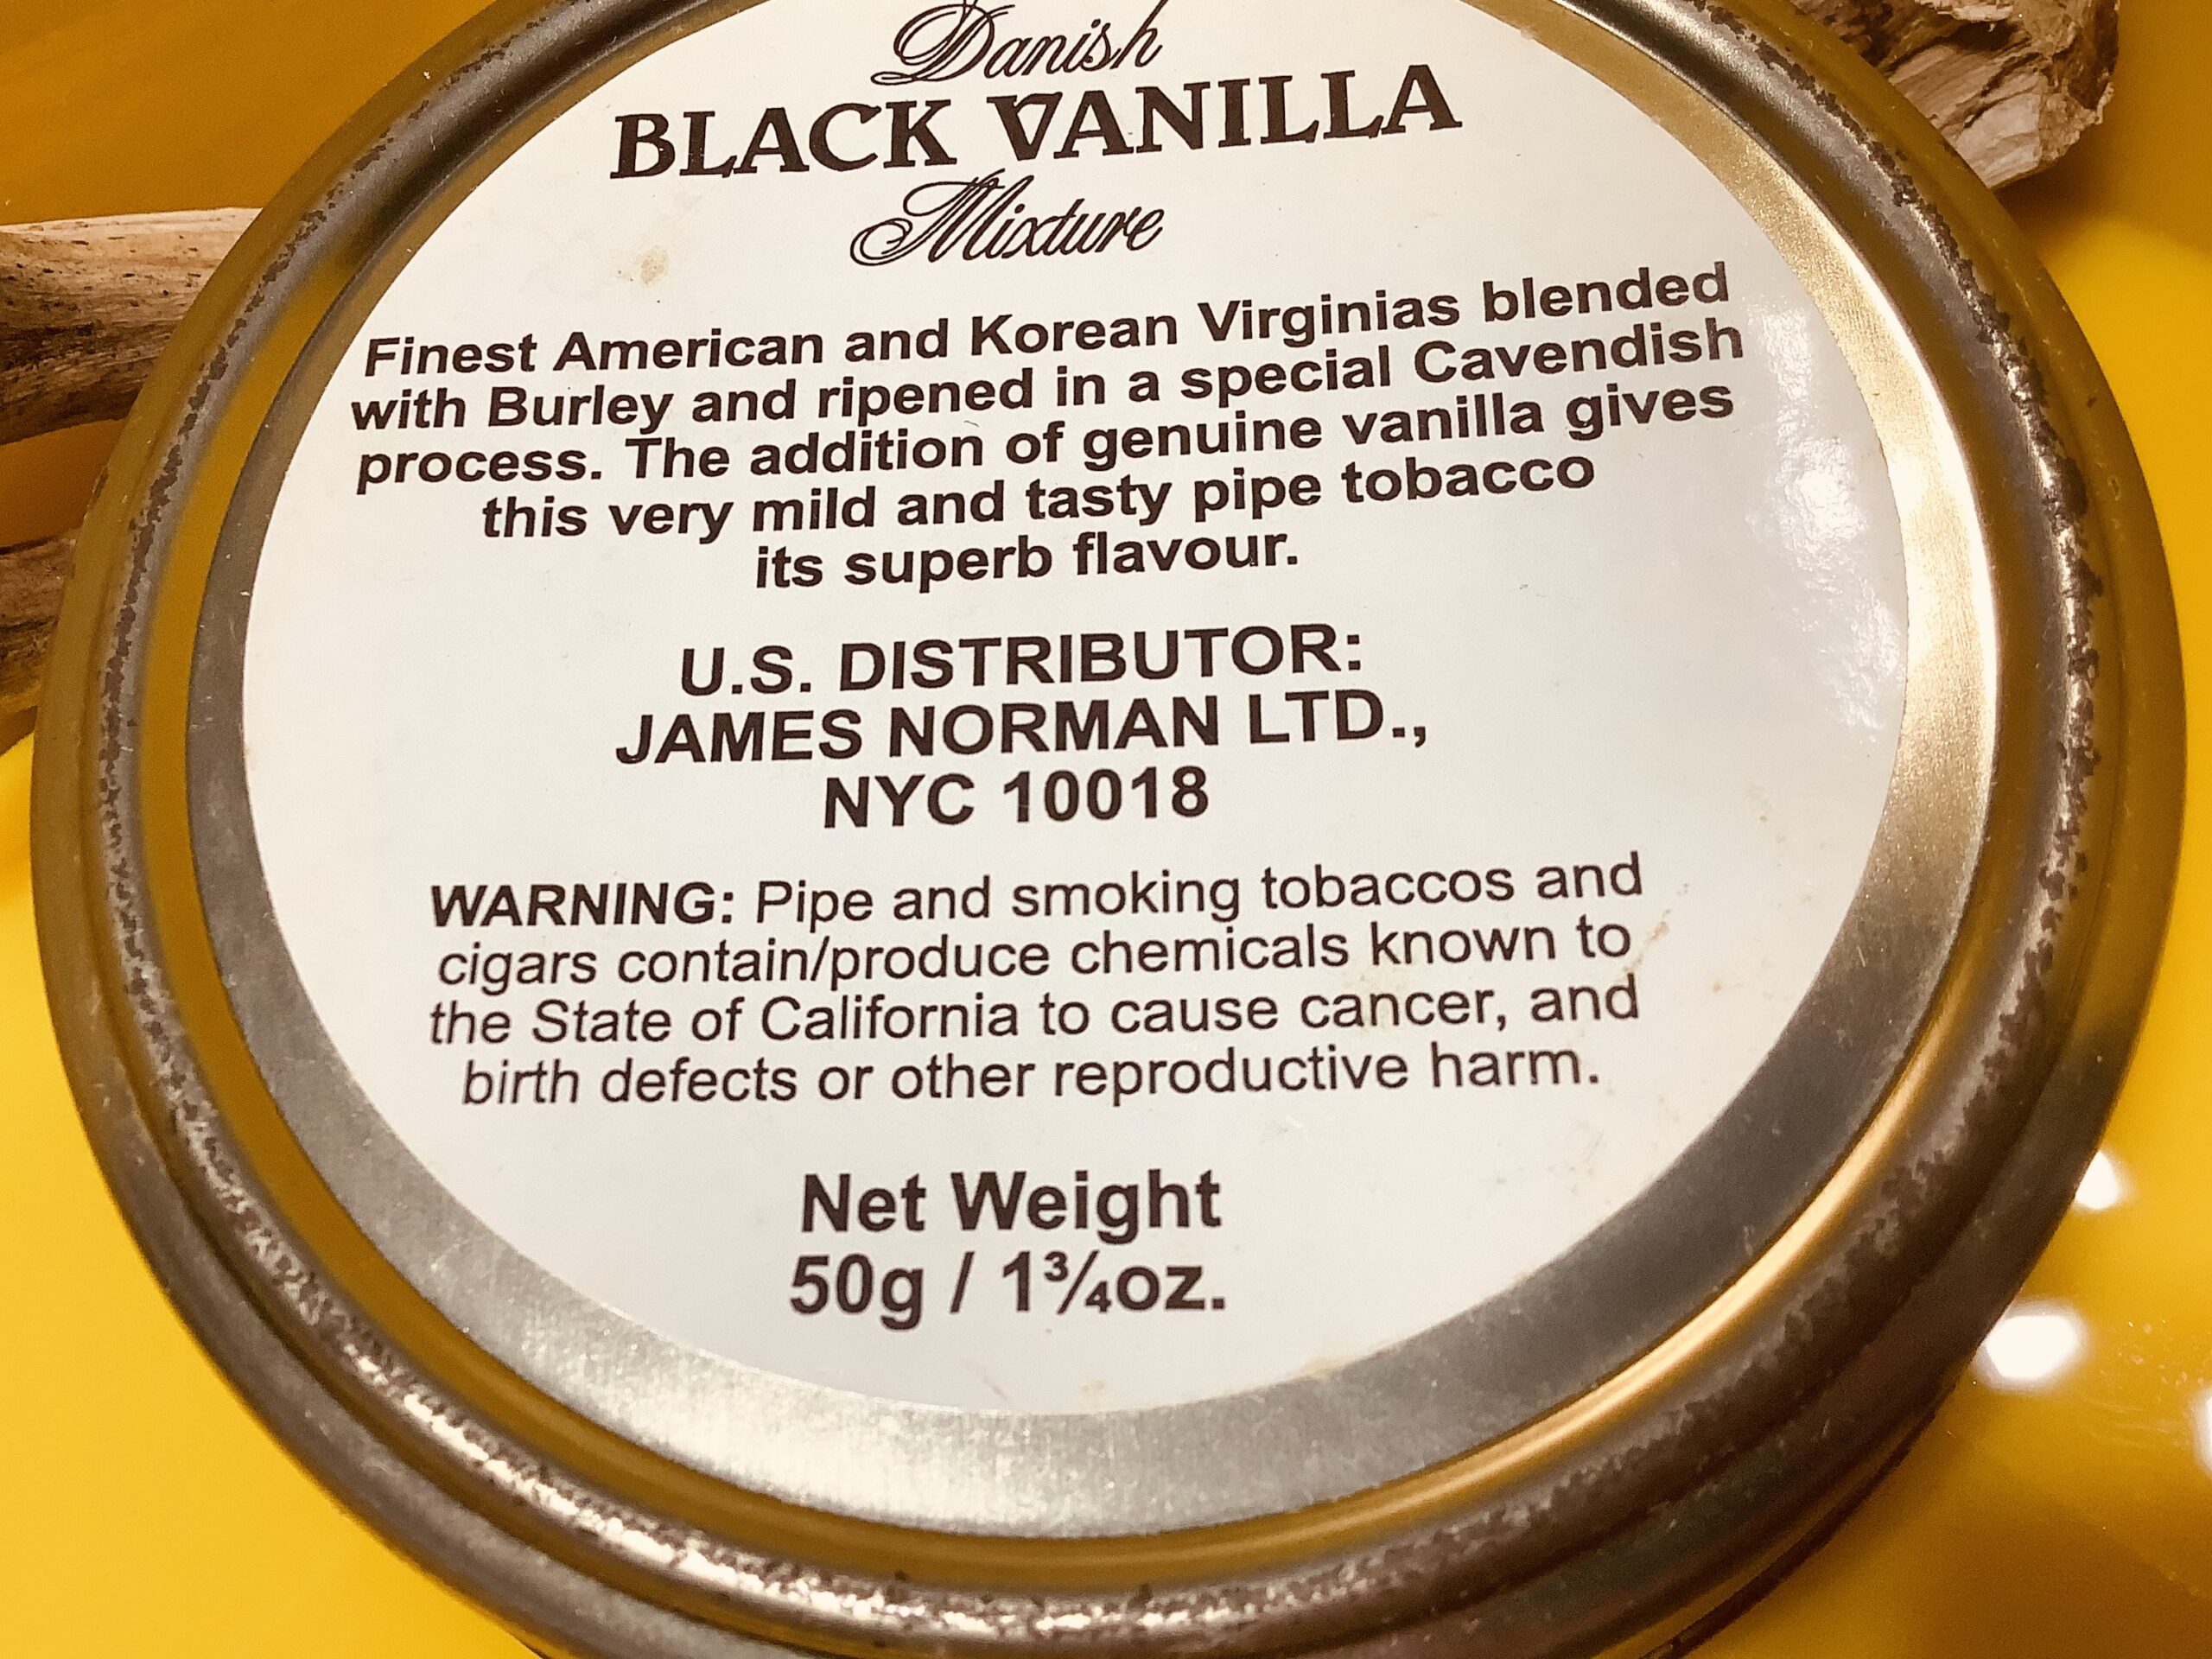 Danish
BLACK VANILLA
Mixture
Finest American and Korean Virginias blended
with Burley and ripened in a special Cavendish
process. The addition of genuine vanilla gives
this very mild and tasty pipe tobacco
its superb flavour.
U.S. DISTRIBUTOR:
JAMES NORMAN LTD.,
NYC 10018
WARNING: Pipe and smoking tobaccos and
cigars contain/produce chemicals known to
the State of California to cause cancer, and
birth defects or other reproductive harm.
Net Weight
50g / 1¾oz.